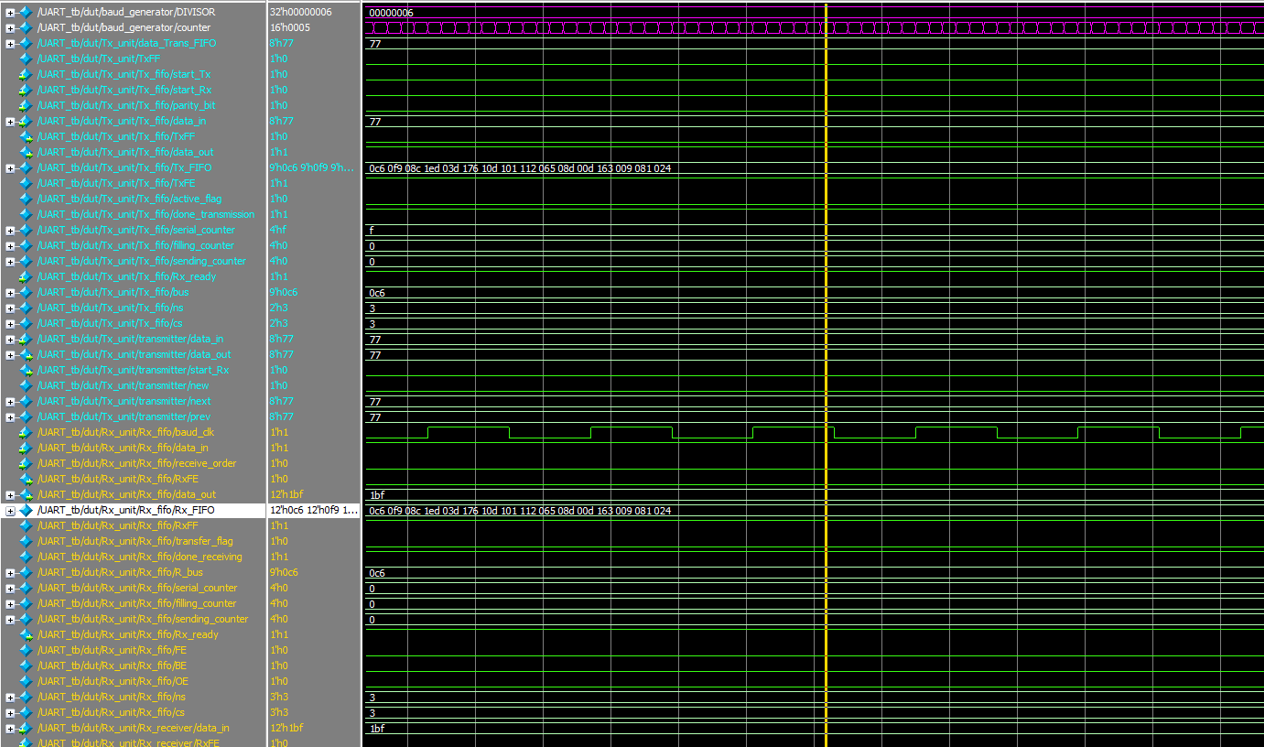 /UART_tb/dut/baud_generator/DIVISOR 32'h00000006 00000006
/UART_tb/dut/baud_generator/counter 16'h0005
/UART_tb/dut/Tx_unit/data_Trans_FIFO 8'h77 77
/UART_tb/dut/Tx_unit/TxFF 1'h0
/UART_tb/dut/Tx_unit/Tx_fifo/start_Tx 1'h0
/UART_tb/dut/Tx_unit/Tx_fifo/start_Rx 1'h0
/UART_tb/dut/Tx_unit/Tx_fifo/parity_bit 1'h0
/UART_tb/dut/Tx_unit/Tx_fifo/data_in 8'h77 77
/UART_tb/dut/Tx_unit/Tx_fifo/TxFF 1'h0
/UART_tb/dut/Tx_unit/Tx_fifo/data_out 1'h1
/UART_tb/dut/Tx_unit/Tx_fifo/Tx_FIFO 9'h0c6 9'h0f9 9'h... 0c6 0f9 08c 1ed 03d 176 10d 101 112 065 08d 00d 163 009 081 024
/UART_tb/dut/Tx_unit/Tx_fifo/TxFE 1'h1
/UART_tb/dut/Tx_unit/Tx_fifo/active_flag 1'h0
/UART_tb/dut/Tx_unit/Tx_fifo/done_transmission 1'h1
/UART_tb/dut/Tx_unit/Tx_fifo/serial_counter 4'hf f
/UART_tb/dut/Tx_unit/Tx_fifo/filling_counter 4'h0 0
/UART_tb/dut/Tx_unit/Tx_fifo/sending_counter 4'h0 0
/UART_tb/dut/Tx_unit/Tx_fifo/Rx_ready 1'h1
/UART_tb/dut/Tx_unit/Tx_fifo/bus 9'h0c6 0c6
/UART_tb/dut/Tx_unit/Tx_fifo/ns 2'h3 3
/UART_tb/dut/Tx_unit/Tx_fifo/cs 2'h3 3
/UART_tb/dut/Tx_unit/transmitter/data_in 8'h77 77
/UART_tb/dut/Tx_unit/transmitter/data_out 8'h77 77
/UART_tb/dut/Tx_unit/transmitter/start_Rx 1'h0
/UART_tb/dut/Tx_unit/transmitter/new 1'h0
/UART_tb/dut/Tx_unit/transmitter/next 8'h77 77
/UART_tb/dut/Tx_unit/transmitter/prev 8'h77 77
/UART_tb/dut/Rx_unit/Rx_fifo/baud_clk 1'h1
/UART_tb/dut/Rx_unit/Rx_fifo/data_in 1'h1
/UART_tb/dut/Rx_unit/Rx_fifo/receive_order 1'h0
/UART_tb/dut/Rx_unit/Rx_fifo/RxFE 1'h0
/UART_tb/dut/Rx_unit/Rx_fifo/data_out 12'h1bf 1bf
/UART_tb/dut/Rx_unit/Rx_fifo/Rx_FIFO 12'h0c6 12'h0f9 1... 0c6 0f9 08c 1ed 03d 176 10d 101 112 065 08d 00d 163 009 081 024
/UART_tb/dut/Rx_unit/Rx_fifo/RxFF 1'h1
/UART_tb/dut/Rx_unit/Rx_fifo/transfer_flag 1'h0
/UART_tb/dut/Rx_unit/Rx_fifo/done_receiving 1'h1
/UART_tb/dut/Rx_unit/Rx_fifo/R_bus 9'h0c6 0c6
/UART_tb/dut/Rx_unit/Rx_fifo/serial_counter 4'h0 0
/UART_tb/dut/Rx_unit/Rx_fifo/filling_counter 4'h0 0
/UART_tb/dut/Rx_unit/Rx_fifo/sending_counter 4'h0 0
/UART_tb/dut/Rx_unit/Rx_fifo/Rx_ready 1'h1
/UART_tb/dut/Rx_unit/Rx_fifo/FE 1'h0
/UART_tb/dut/Rx_unit/Rx_fifo/BE 1'h0
/UART_tb/dut/Rx_unit/Rx_fifo/OE 1'h0
/UART_tb/dut/Rx_unit/Rx_fifo/ns 3'h3 3
/UART_tb/dut/Rx_unit/Rx_fifo/cs 3'h3 3
/UART_tb/dut/Rx_unit/Rx_receiver/data_in 12'h1bf 1bf
/UART_tb/dut/Rx_unit/Rx_receiver/RxFE 1'h0